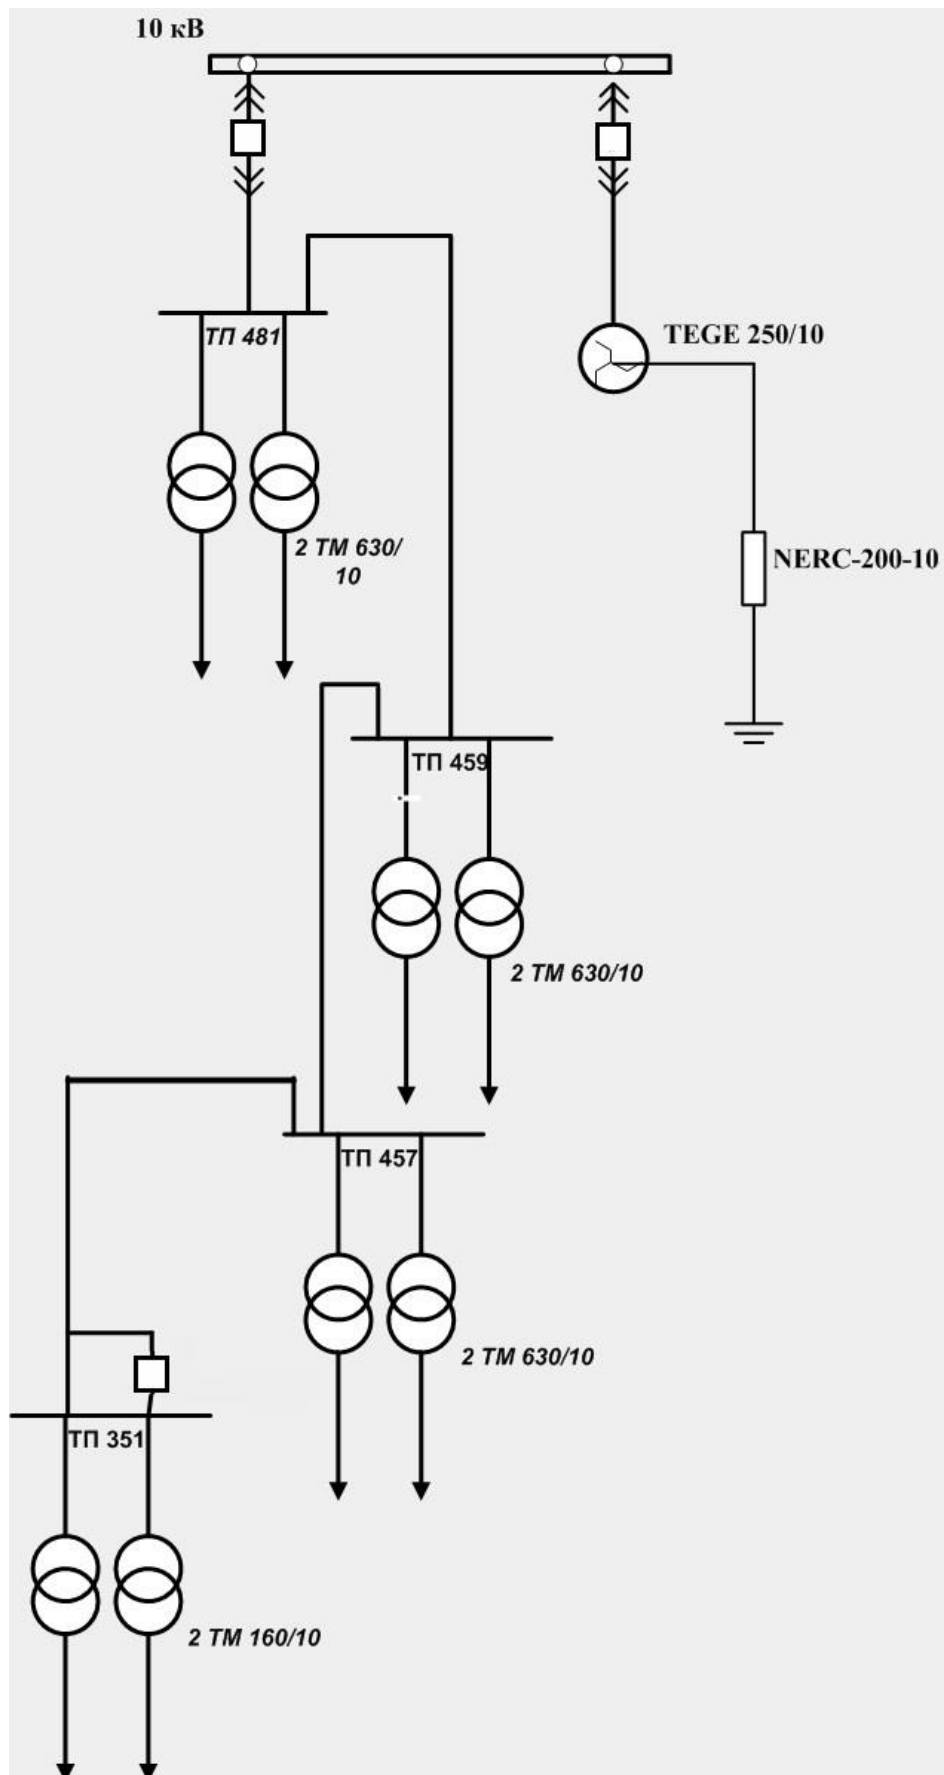 10 кВ
ТП 481
TEGE 250/10
2 ТМ 630/
10
NERC-200-10
ТП 459
2 ТМ 630/10
ТП 457
2 ТМ 630/10
ТП 351
2 ТМ 160/10